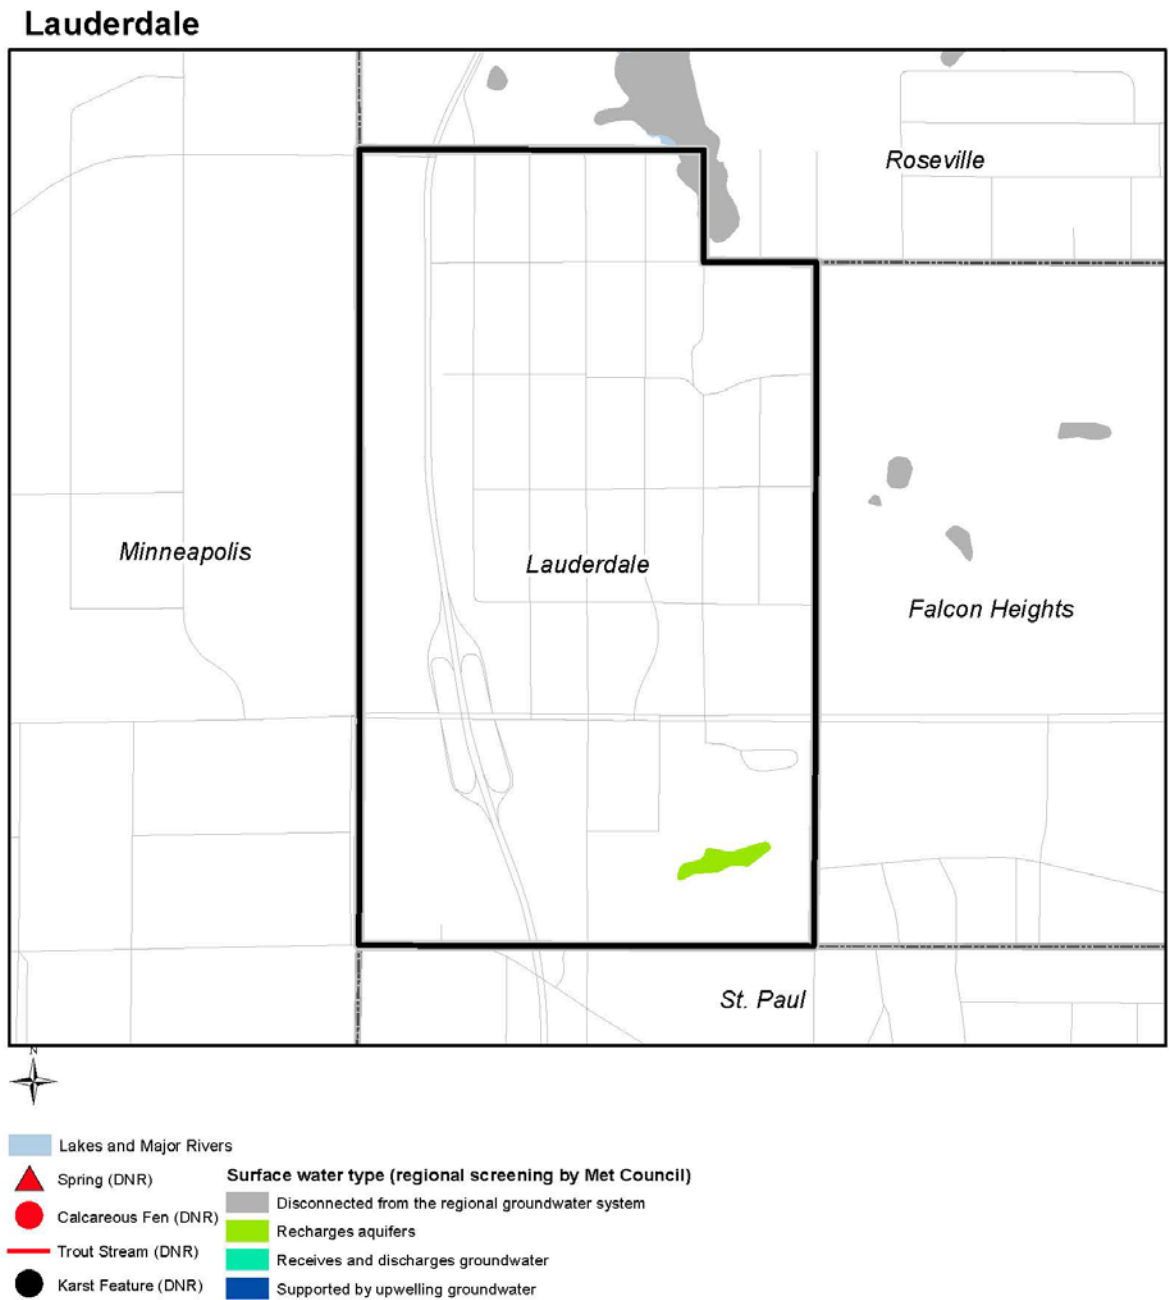 Lauderdale
Roseville
Minneapolis
Lauderdale
Falcon Heights
St. Paul
N
Lakes and Major Rivers
Spring (DNR)
Calcareous Fen (DNR)
Trout Stream (DNR)
Karst Feature (DNR)
Surface water type (regional screening by Met Council)
Disconnected from the regional groundwater system
Recharges aquifers
Receives and discharges groundwater
Supported by upwelling groundwater